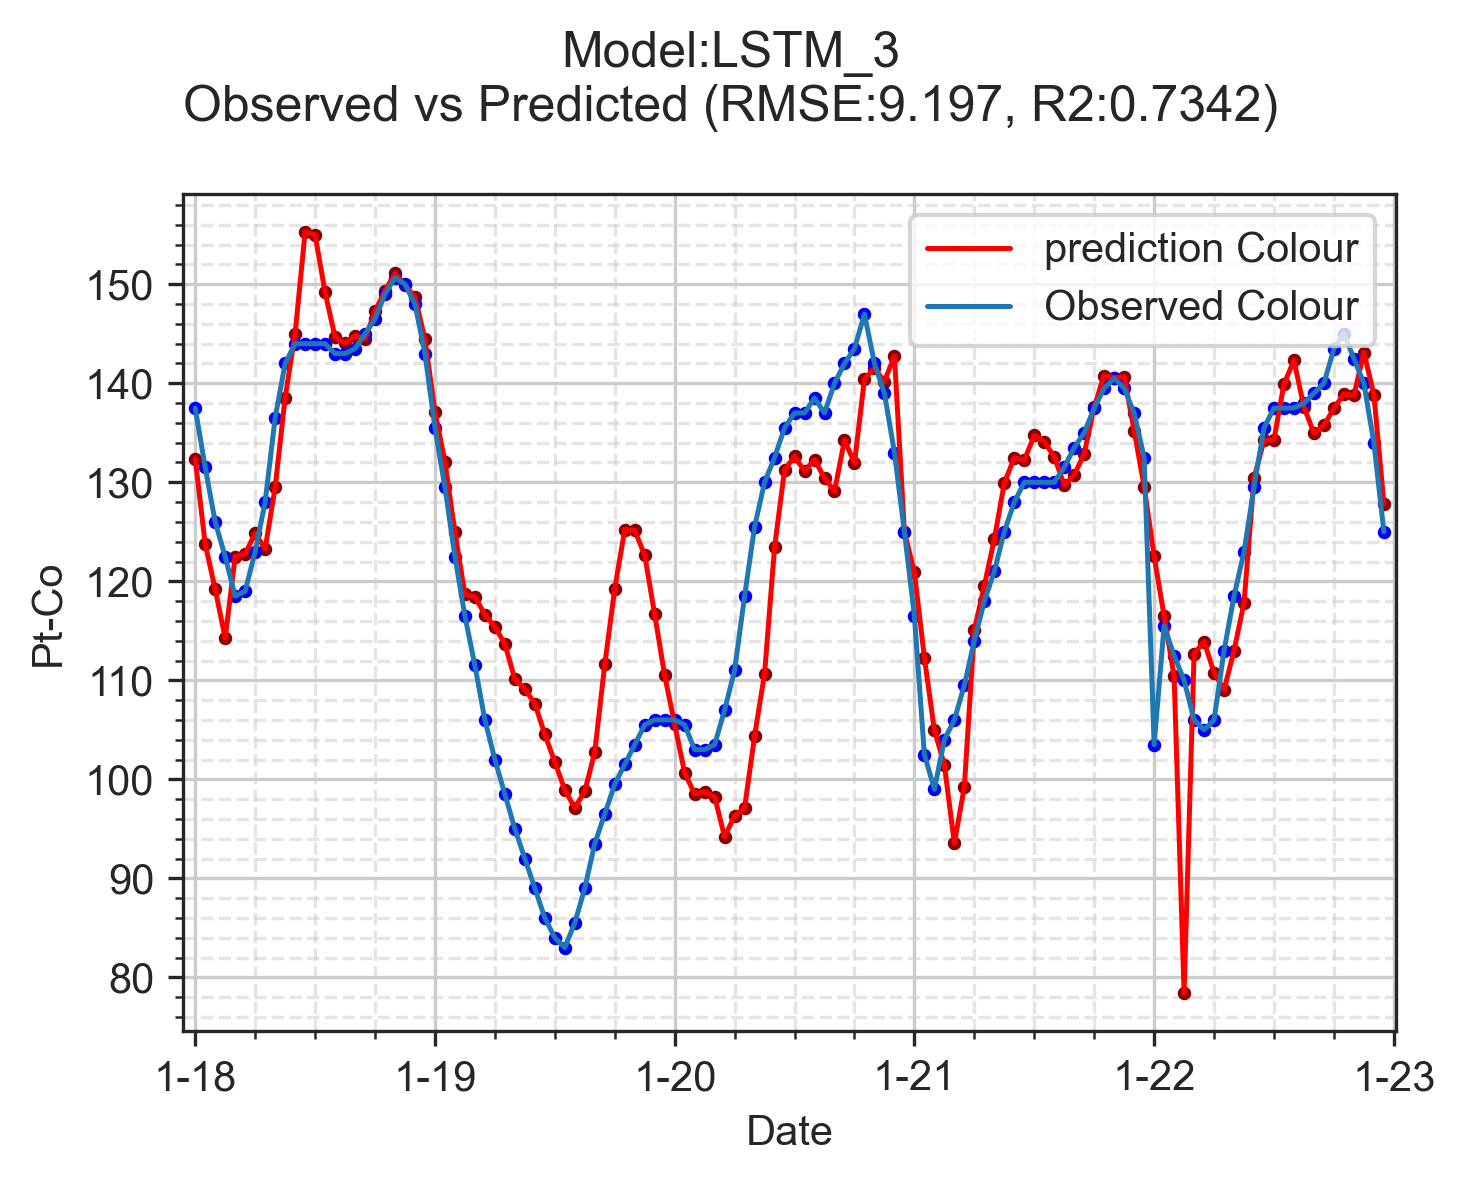 Model:LSTM_3
Observed vs Predicted (RMSE:9.197, R2:0.7342)
prediction Colour
Observed Colour
150
140
130
120
110
100
90
80
Pt-Co
1-18 1-19 1-20 1-21 1-22 1-23
Date